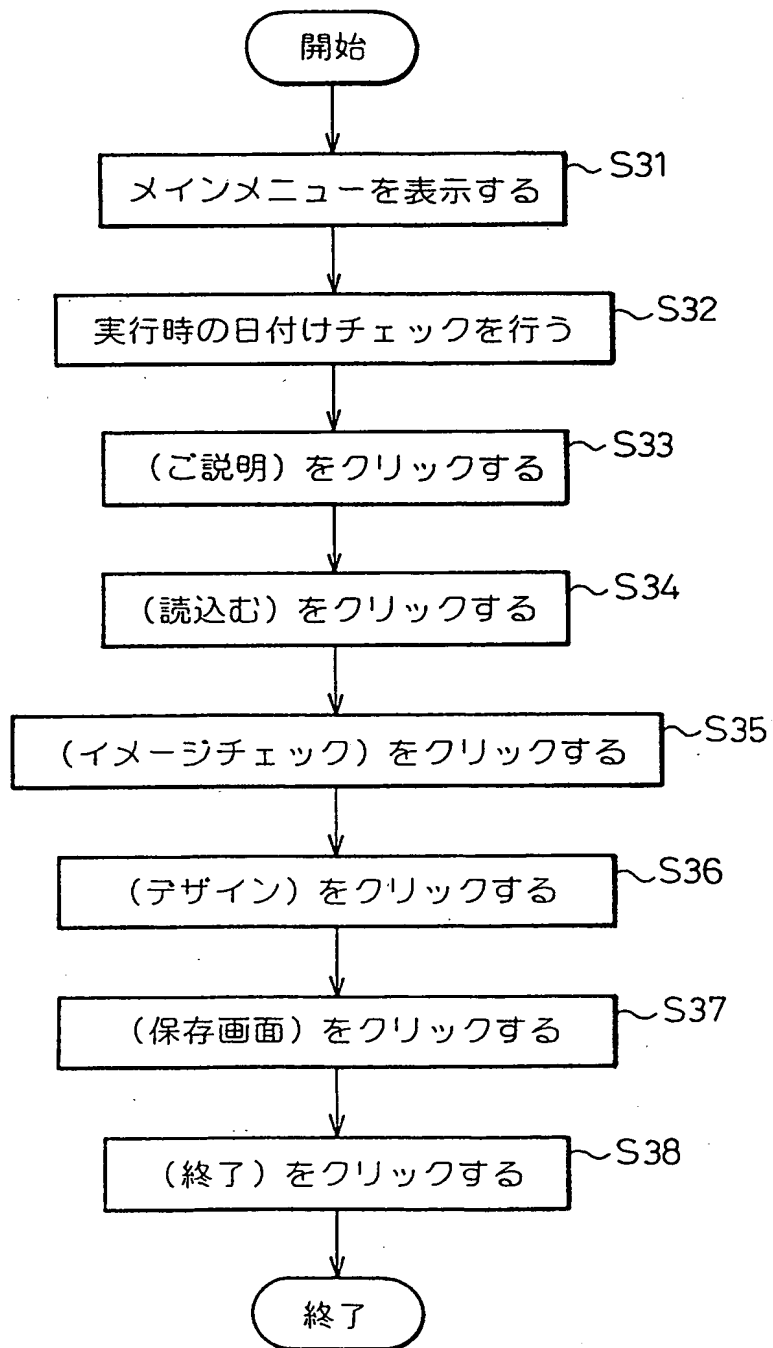 開始
メインメニューを表示する
S31
実行時の日付けチェックを行う
S32
(ご説明)をクリックする
S33
(読込む)をクリックする
S34
(イメージチェック)をクリックする
S35
(デザイン)をクリックする
S36
(保存画面)をクリックする
S37
(終了)をクリックする
S38
終了